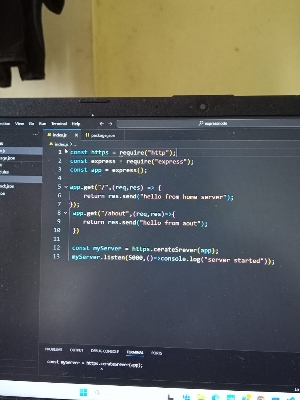 View Go Run Terminal Help
expressnode
index.js
package.json
index.js > ...
1 const https = require("http");
2 const express = require("express");
3 const app = express();
4
5 app.get("/",(req,res) => {
6 return res.send("hello from home server");
7 });
8 app.get("/about",(req,res)=>{
9 return res.send("hello from aout");
10 })
11
12 const myServer = https.cerateSrever(app);
13 myServer.listen(5000,()=>console.log("server started"));
PROBLEMS OUTPUT DEBUG CONSOLE TERMINAL PORTS
const myServer = https.cerateSrever(app);